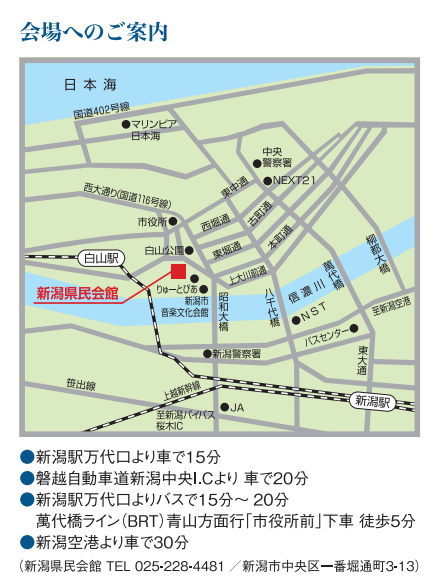 会場へのご案内
日本海
国道402号線
マリンピア
日本海
中央
警察署
NEXT21
西大通り(国道116号線)
東中通
市役所
西堀通
古町通
本町通
柳都大橋
白山公園
東堀通
白山駅
上大川前通
信濃川
萬代橋
新潟県民会館
りゅーとぴあ
新潟市
音楽文化会館
昭和大橋
八千代橋
至新潟空港
NST
バスセンター
新潟警察署
東大通
笹出線
上越新幹線
新潟駅
至新潟バイパス
桜木IC
JA
●新潟駅万代口より車で15分
●磐越自動車道新潟中央I.Cより 車で20分
●新潟駅万代口よりバスで15分~ 20分
萬代橋ライン(BRT)青山方面行「市役所前」下車 徒歩5分
●新潟空港より車で30分
(新潟県民会館 TEL 025-228-4481 /新潟市中央区一番堀通町3-13)